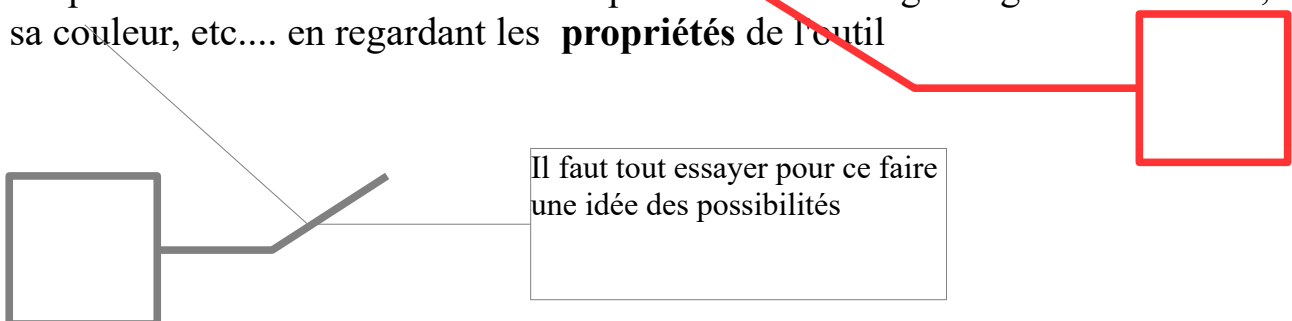 sa couleur, etc.... en regardant les propriétés de l'outil
Il faut tout essayer pour ce faire
une idée des possibilités